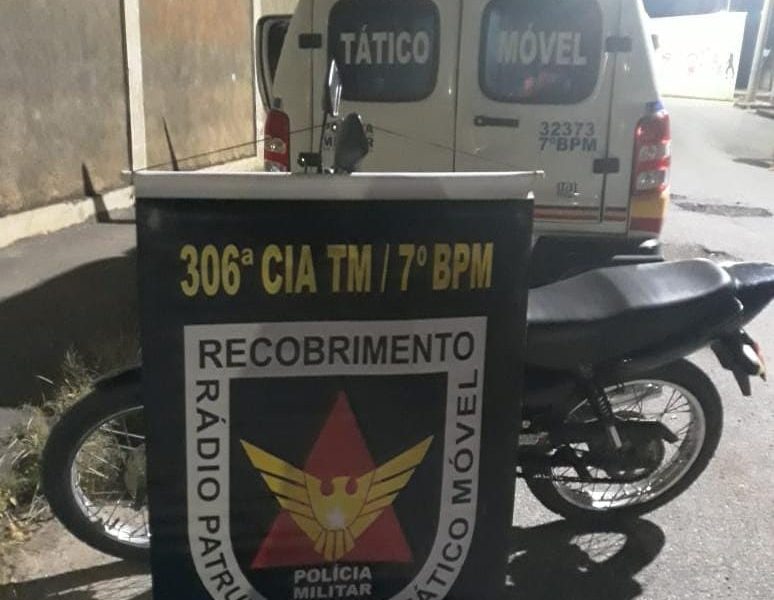 TÁTICO
MÓVEL
32373
7ºBPM
306ª CIA TM / 7º BPM
RECOBRIMENTO
RÁDIO PATRU
TÁTICO MÓVEL
POLÍCIA
MILITAR